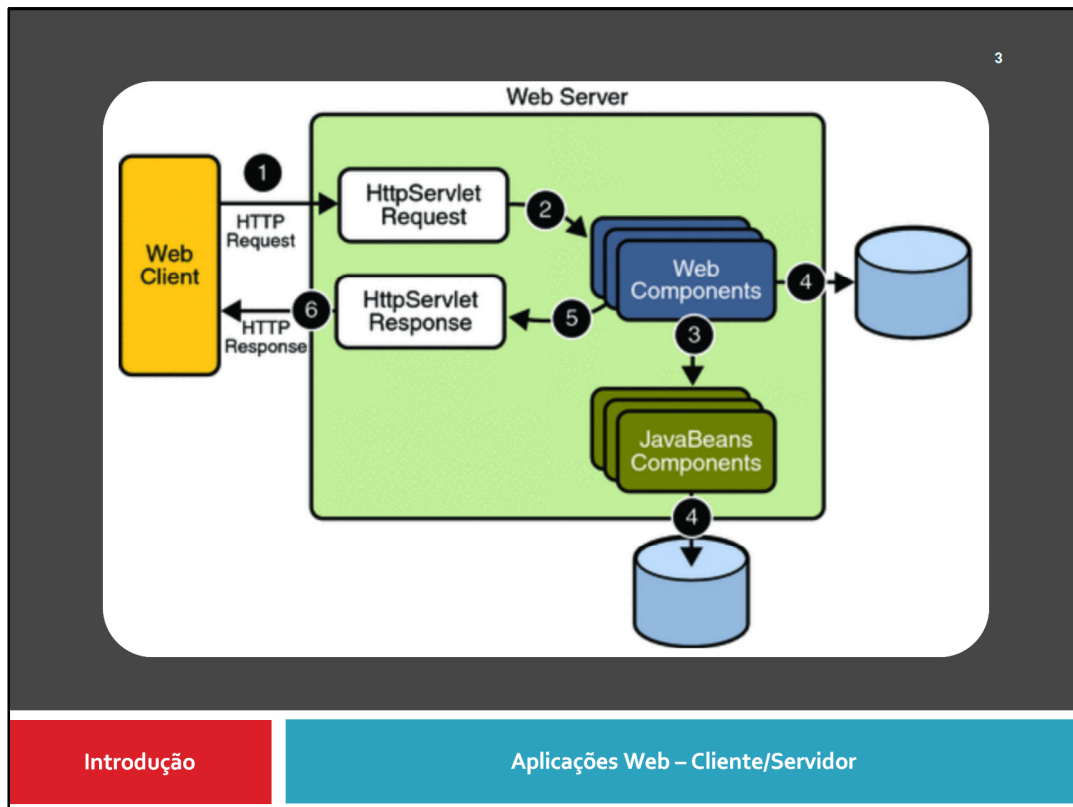 3
Web Server
1
HTTP
Request
Web
Client
HttpServlet
Request
2
Web
Components
4
HttpServlet
Response
5
6
HTTP
Response
3
JavaBeans
Components
4
Introdução
Aplicações Web – Cliente/Servidor